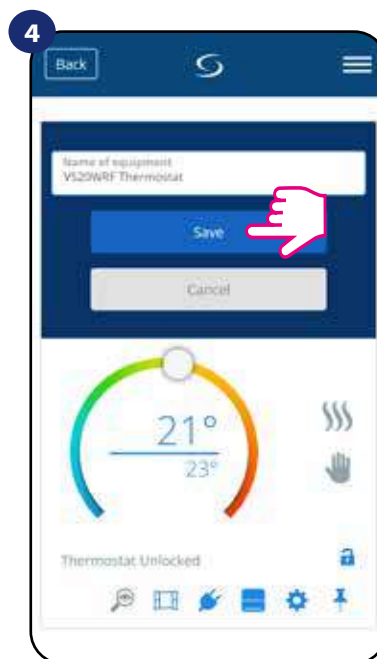 4
Back
Name of equipment
VS20WRF Thermostat
Save
Cancel
21°
23°
Thermostat Unlocked